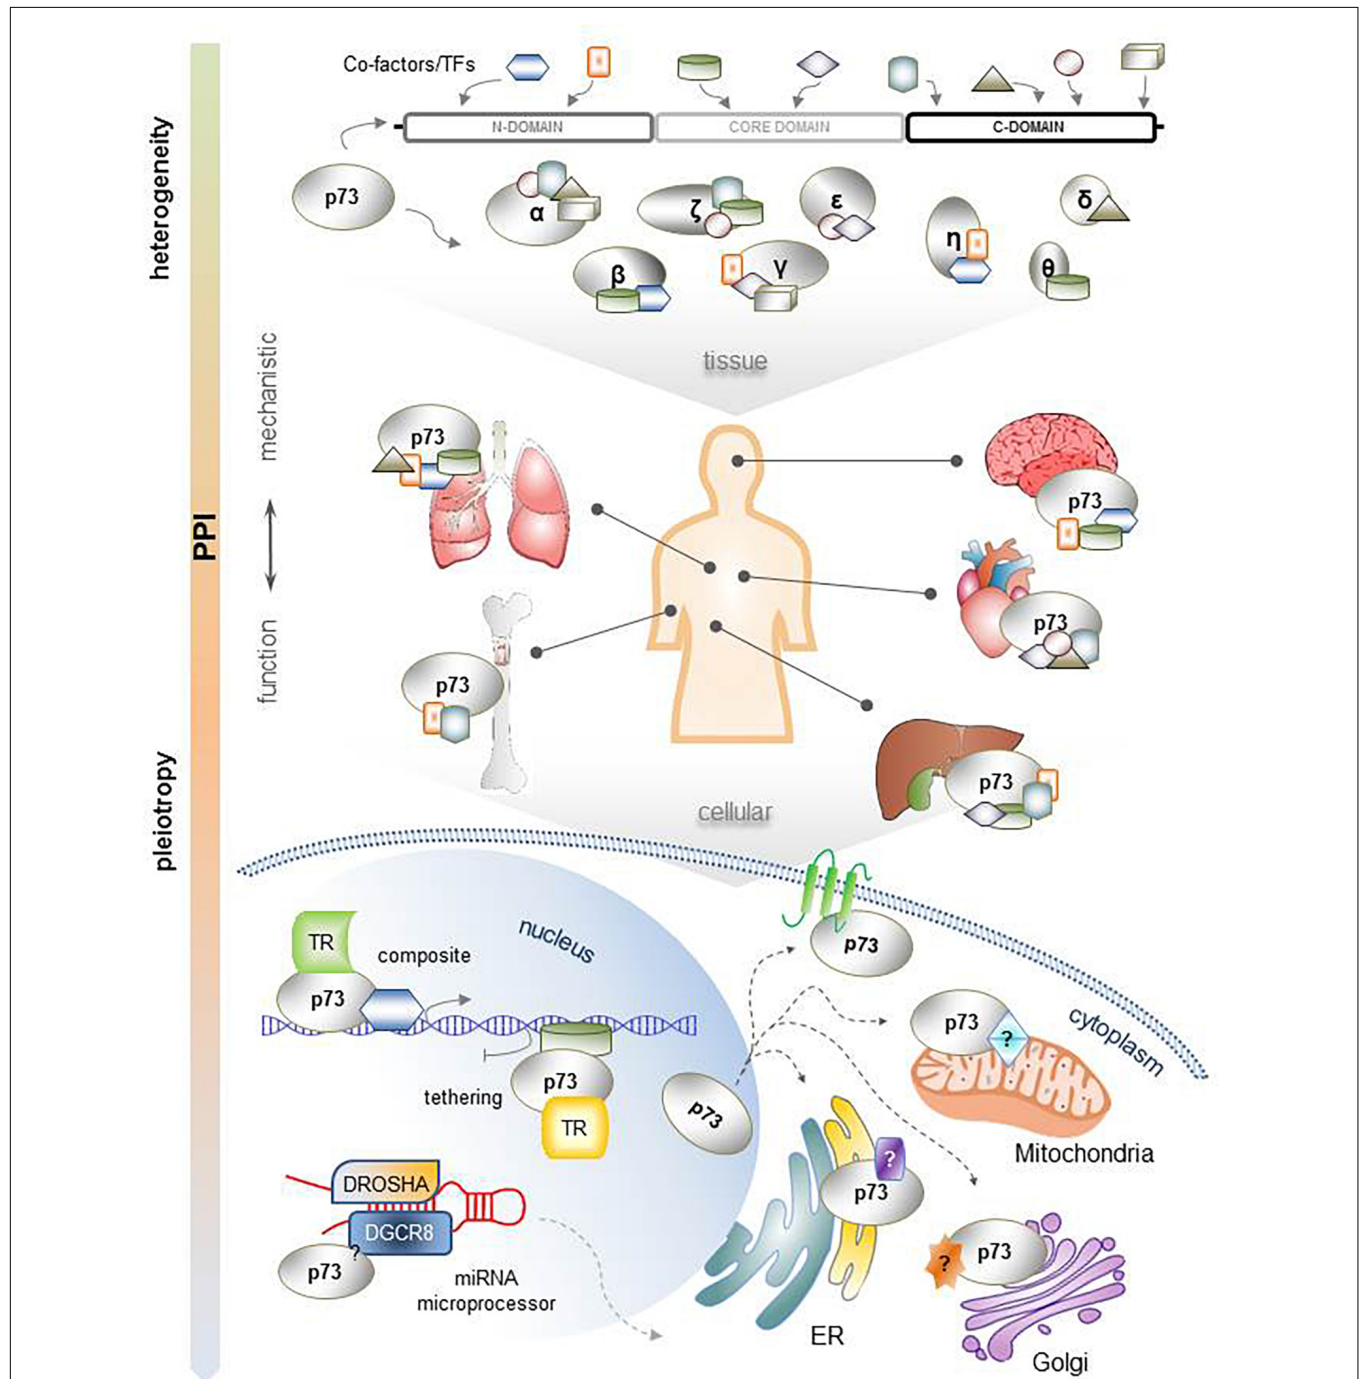 Co-factors/TFs
N-DOMAIN
CORE DOMAIN
C-DOMAIN
heterogeneity
p73
α
ζ
ε
δ
η
β
γ
θ
tissue
mechanistic
p73
p73
PPI
p73
function
p73
p73
pleiotropy
cellular
TR
nucleus
composite
p73
p73
p73
?
cytoplasm
p73
tethering
p73
TR
Mitochondria
?
p73
DROSHA
DGCR8
?
p73
p73
?
miRNA
microprocessor
ER
Golgi